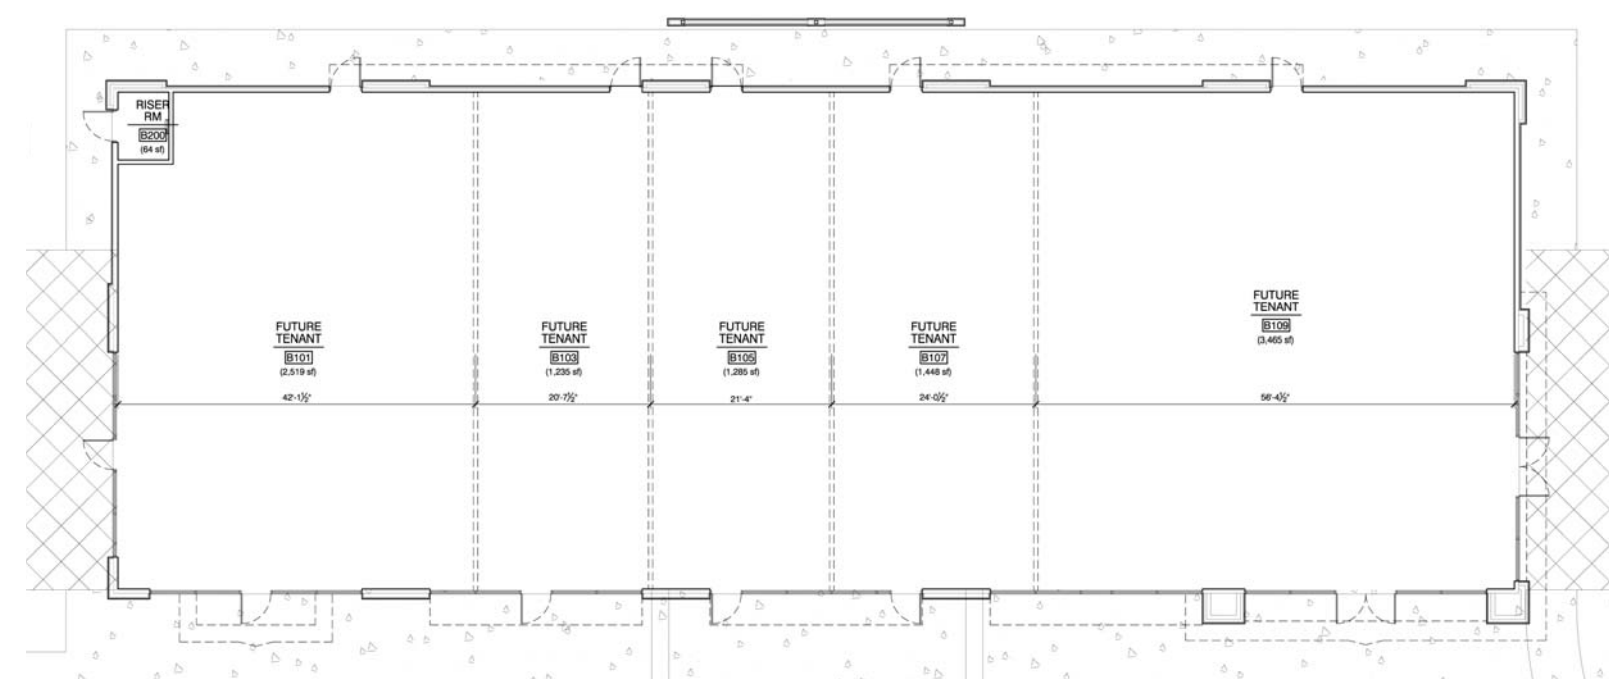 RISER
RM
B200
(64 sf)
FUTURE
TENANT
B101
(2,519 sf)
42'-1½"
FUTURE
TENANT
B103
(1,235 sf)
20'-7½"
FUTURE
TENANT
B105
(1,285 sf)
21'-4"
FUTURE
TENANT
B107
(1,448 sf)
24'-0½"
FUTURE
TENANT
B109
(3,465 sf)
56'-4½"